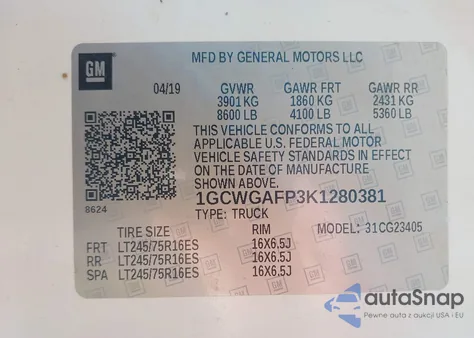 GM
MFD BY GENERAL MOTORS LLC
04/19 GVWR GAWR FRT GAWR RR
3901 KG 1860 KG 2431 KG
8600 LB 4100 LB 5360 LB
THIS VEHICLE CONFORMS TO ALL
APPLICABLE U.S. FEDERAL MOTOR
VEHICLE SAFETY STANDARDS IN EFFECT
ON THE DATE OF MANUFACTURE
SHOWN ABOVE.
8624
1GCWGAFP3K1280381
TYPE: TRUCK
TIRE SIZE RIM MODEL: 31CG23405
FRT LT245/75R16ES 16X6.5J
RR LT245/75R16ES 16X6.5J
SPA LT245/75R16ES 16X6.5J
autoSnap
Pewne auta z aukcji USA i EU